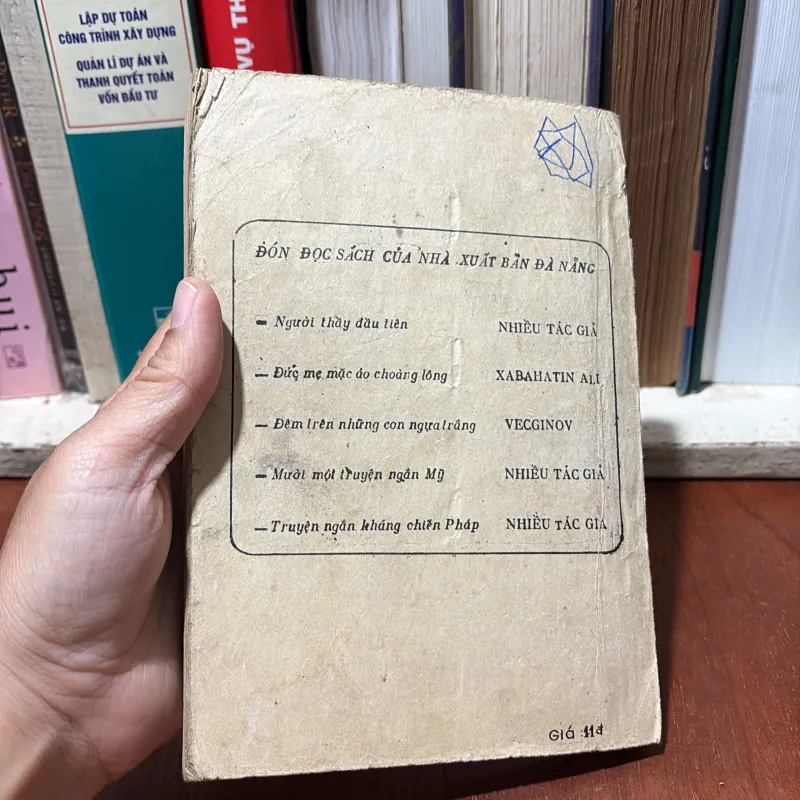 LẬP DỰ TOÁN
CÔNG TRÌNH XÂY DỰNG
QUẢN LÍ DỰ ÁN VÀ
THANH QUYẾT TOÁN
VỐN ĐẦU TƯ
VỤ
ĐÓN ĐỌC SÁCH CỦA NHÀ XUẤT BẢN ĐÀ NẴNG
- Người thầy đầu tiên NHIỀU TÁC GIẢ
- Đức mẹ mặc áo choàng lông XABAHATIN ALI
- Đêm trên những con ngựa trắng VECGINOV
- Mười một truyện ngắn Mỹ NHIỀU TÁC GIẢ
- Truyện ngắn kháng chiến Pháp NHIỀU TÁC GIẢ
Giá 11đ